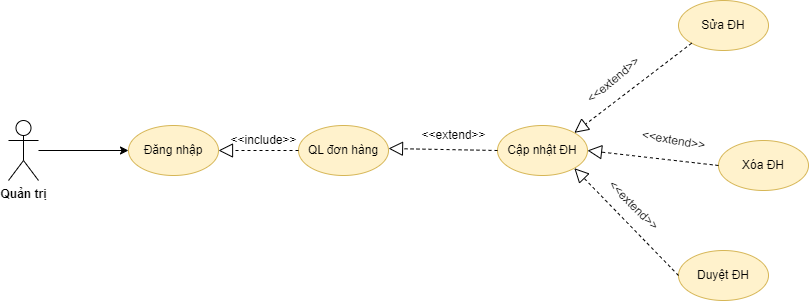 Sửa ĐH
<<extend>>
<<extend>>
<<include>>
<<extend>>
Đăng nhập
QL đơn hàng
Cập nhật ĐH
Xóa ĐH
Quản trị
<<extend>>
Duyệt ĐH